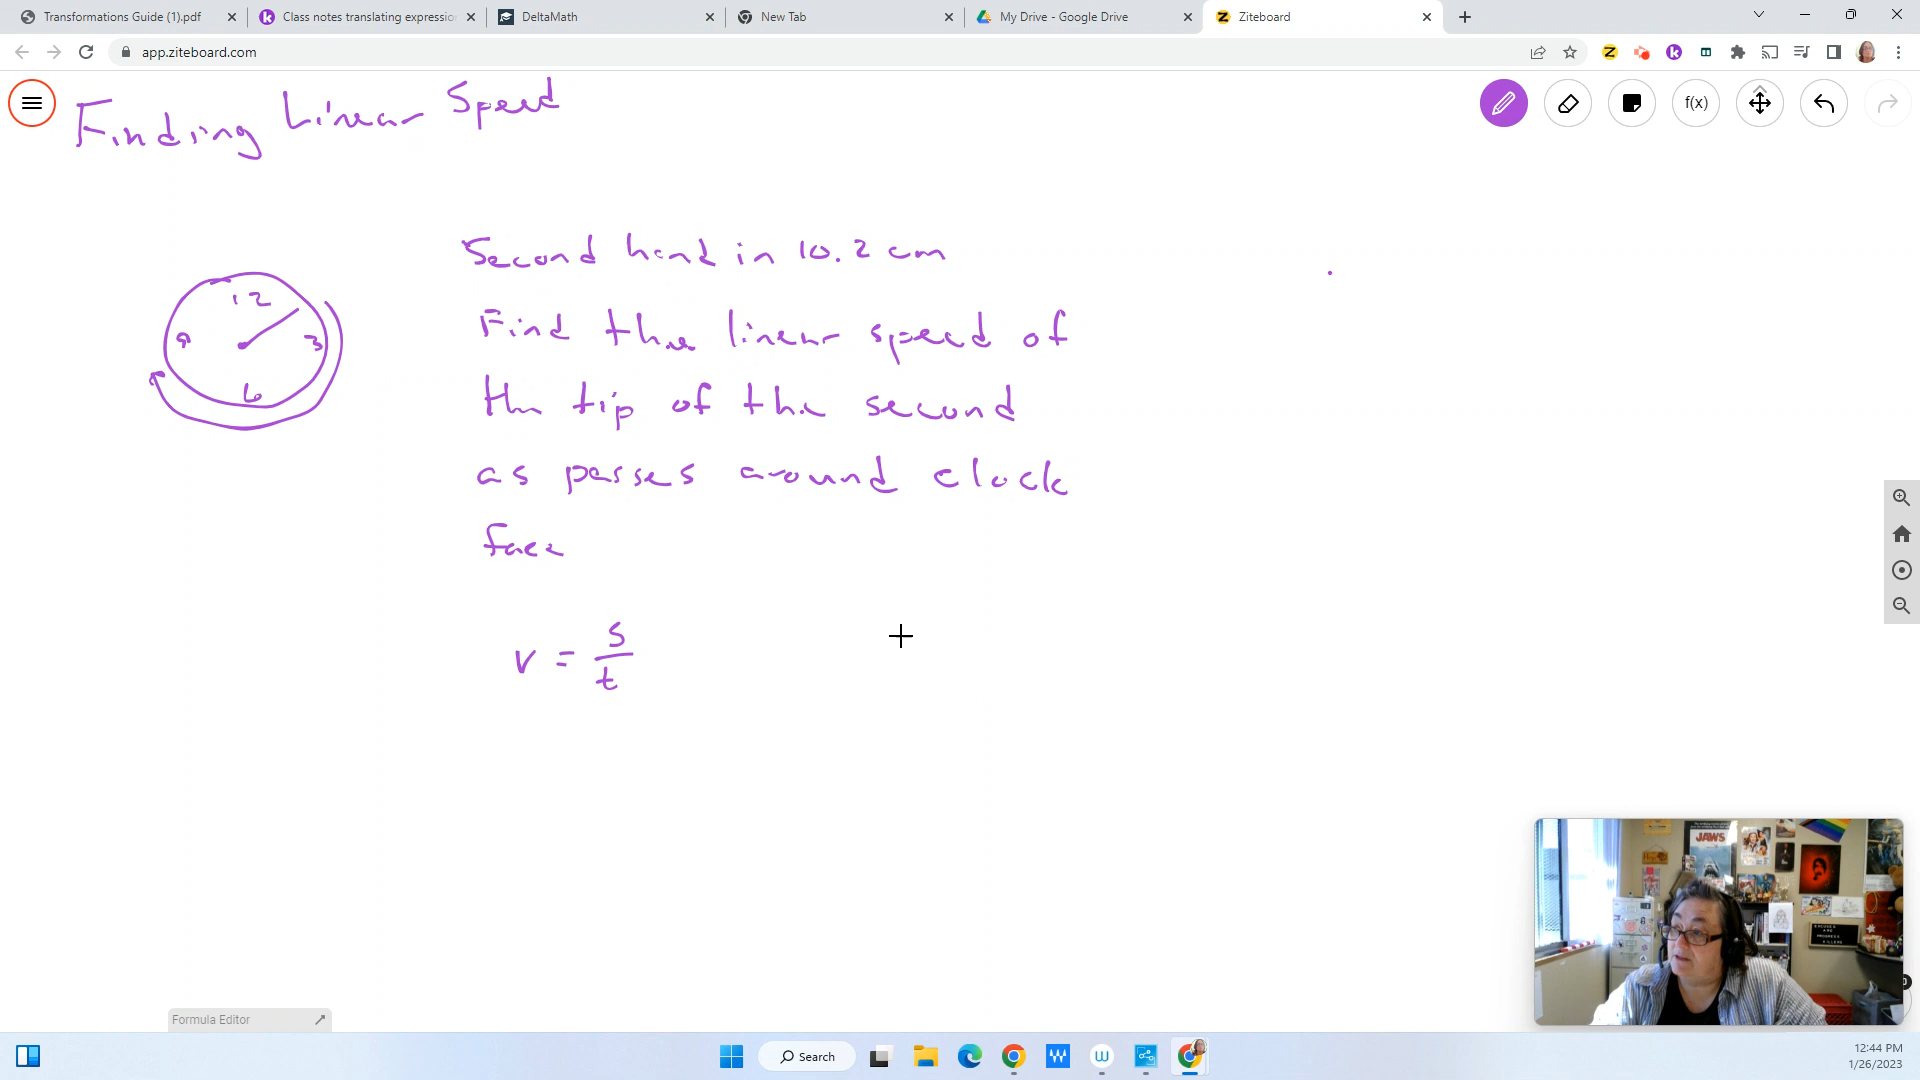 Transformations Guide (1).pdf
Class notes translating expressio
DeltaMath
New Tab
My Drive - Google Drive
Ziteboard
app.ziteboard.com
Finding Linear Speed
f(x)
12
9 3
6
Second hand in 10.2 cm
Find the linear speed of
the tip of the second
as passes around clock
face
v = s
t
JAWS
Formula Editor
Search
12:44 PM
1/26/2023